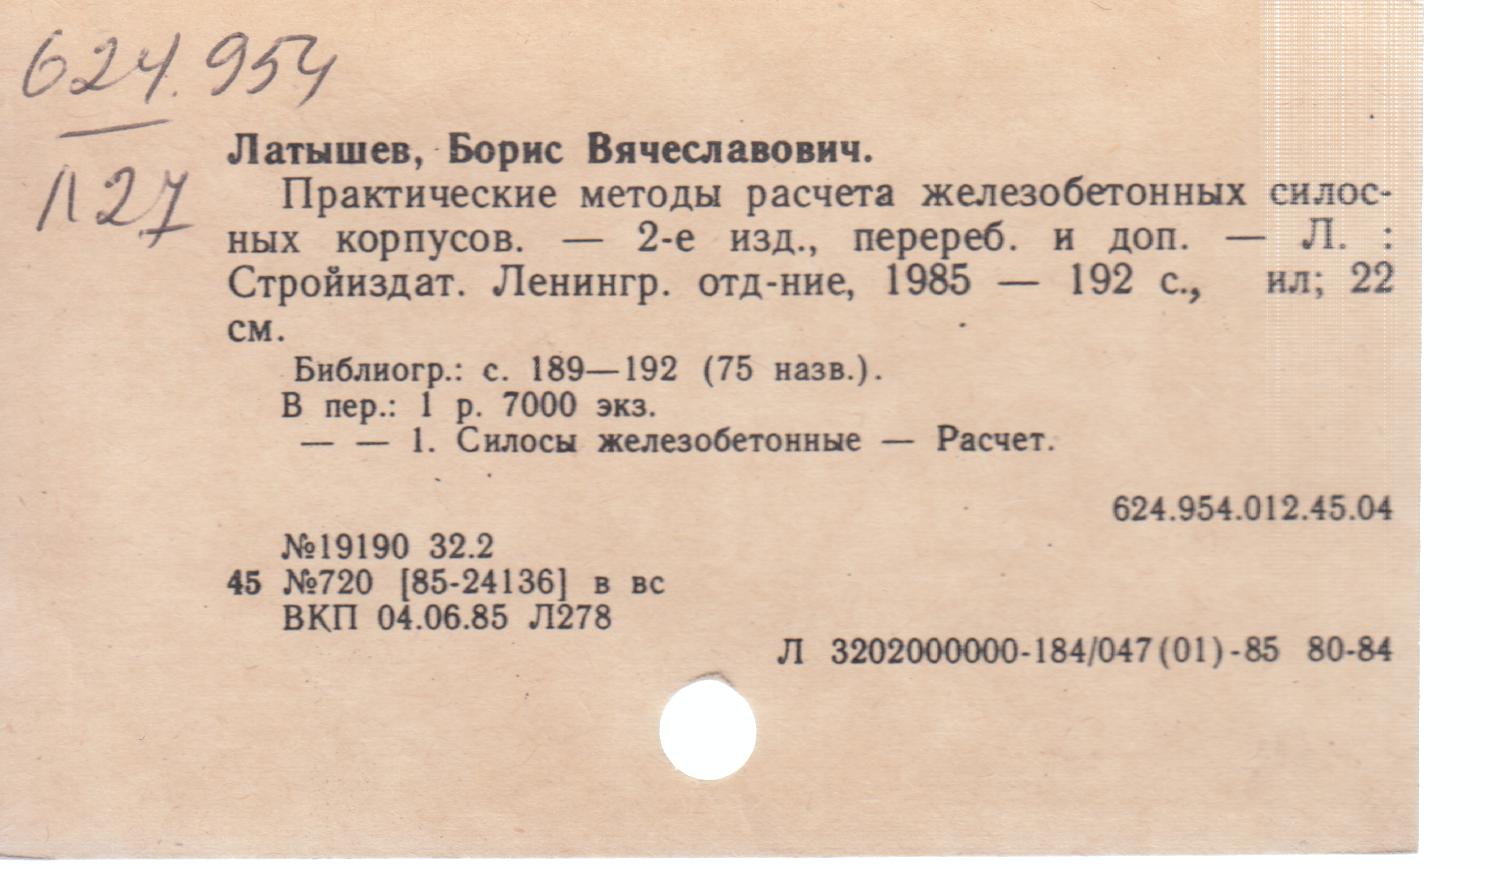 624.954
Л27
Латышев, Борис Вячеславович.
Практические методы расчета железобетонных силос-
ных корпусов. — 2-е изд., перереб. и доп. — Л. :
Стройиздат. Ленингр. отд-ние, 1985 — 192 с., ил; 22
см.
Библиогр.: с. 189—192 (75 назв.).
В пер.: 1 р. 7000 экз.
— — 1. Силосы железобетонные — Расчет.
624.954.012.45.04
№19190 32.2
45 №720 [85-24136] в вс
ВКП 04.06.85 Л278
Л 3202000000-184/047(01)-85 80-84